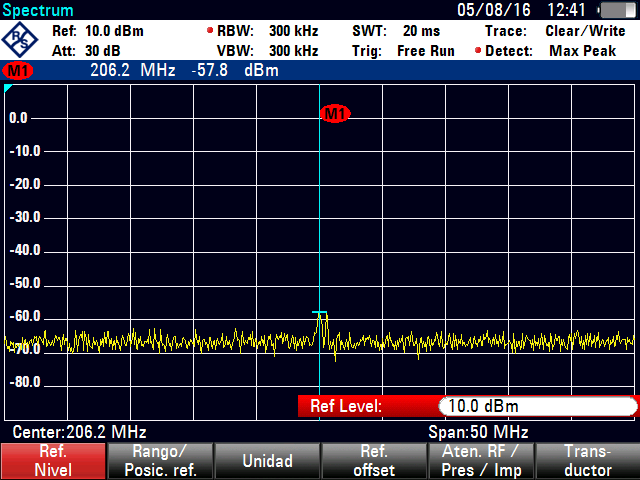 Spectrum 05/08/16 12:41
R&S Ref: 10.0 dBm RBW: 300 kHz SWT: 20 ms Trace: Clear/Write
Att: 30 dB VBW: 300 kHz Trig: Free Run Detect: Max Peak
M1 206.2 MHz -57.8 dBm
M1
0.0
-10.0
-20.0
-30.0
-40.0
-50.0
-60.0
-70.0
-80.0
Ref Level: 10.0 dBm
Center:206.2 MHz Span:50 MHz
Ref. Rango/ Unidad Ref. Aten. RF / Trans-
Nivel Posic. ref. offset Pres / Imp ductor